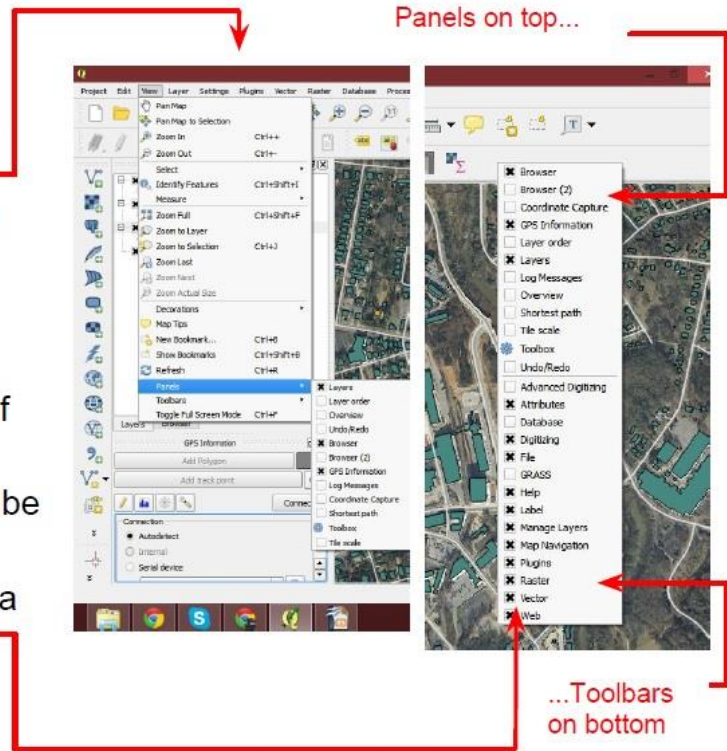 Panels on top...
Project Edit View Layer Settings Plugins Vector Raster Database Proces
Pan Map
Pan Map to Selection
Zoom In Ctrl++
Zoom Out Ctrl+-
Select
Identify Features Ctrl+Shift+I
Measure
Zoom Full Ctrl+Shift+F
Zoom to Layer
Zoom to Selection Ctrl+J
Zoom Last
Zoom Next
Zoom Actual Size
Decorations
Map Tips
New Bookmark... Ctrl+B
Show Bookmarks Ctrl+Shift+B
Refresh Ctrl+R
Panels
Toolbars
Toggle Full Screen Mode Ctrl+F
Layers
Layer order
Overview
Undo/Redo
Browser
Browser (2)
GPS Information
Log Messages
Coordinate Capture
Shortest path
Toolbox
Tile scale
Layers Browser
GPS Information
Add Polygon
Add track point
Connec
Connection
Autodetect
Internal
Serial device
of
be
a
Browser
Browser (2)
Coordinate Capture
GPS Information
Layer order
Layers
Log Messages
Overview
Shortest path
Tile scale
Toolbox
Undo/Redo
Advanced Digitizing
Attributes
Database
Digitizing
File
GRASS
Help
Label
Manage Layers
Map Navigation
Plugins
Raster
Vector
Web
...Toolbars
on bottom